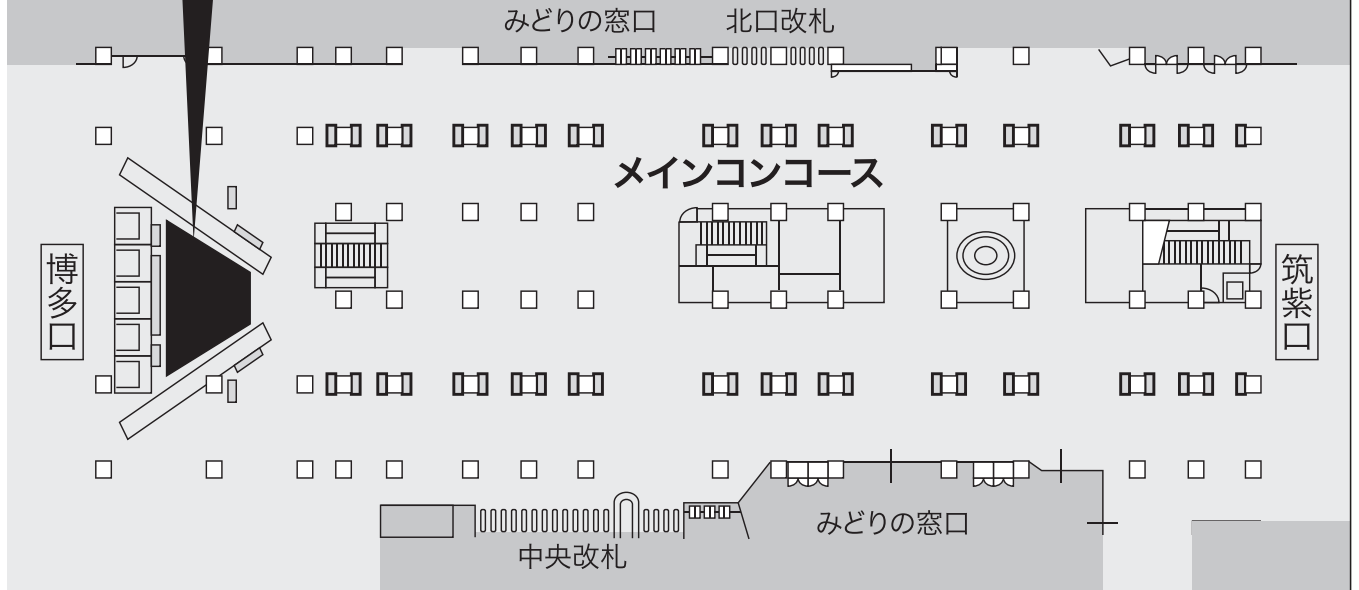 みどりの窓口
北口改札
メインコンコース
博多口
筑紫口
みどりの窓口
中央改札